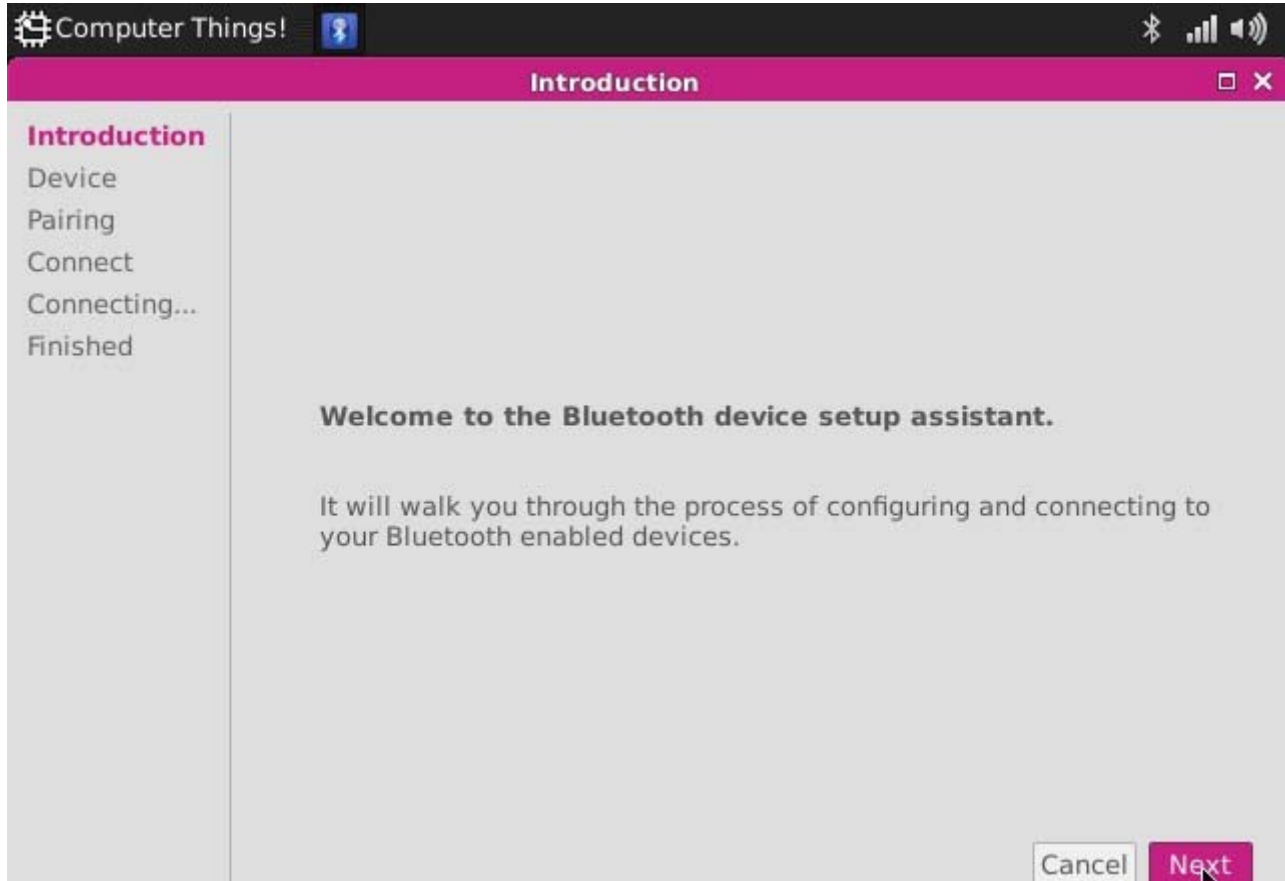 Computer Things!
Introduction
Introduction
Device
Pairing
Connect
Connecting...
Finished
Welcome to the Bluetooth device setup assistant.
It will walk you through the process of configuring and connecting to
your Bluetooth enabled devices.
Cancel
Next